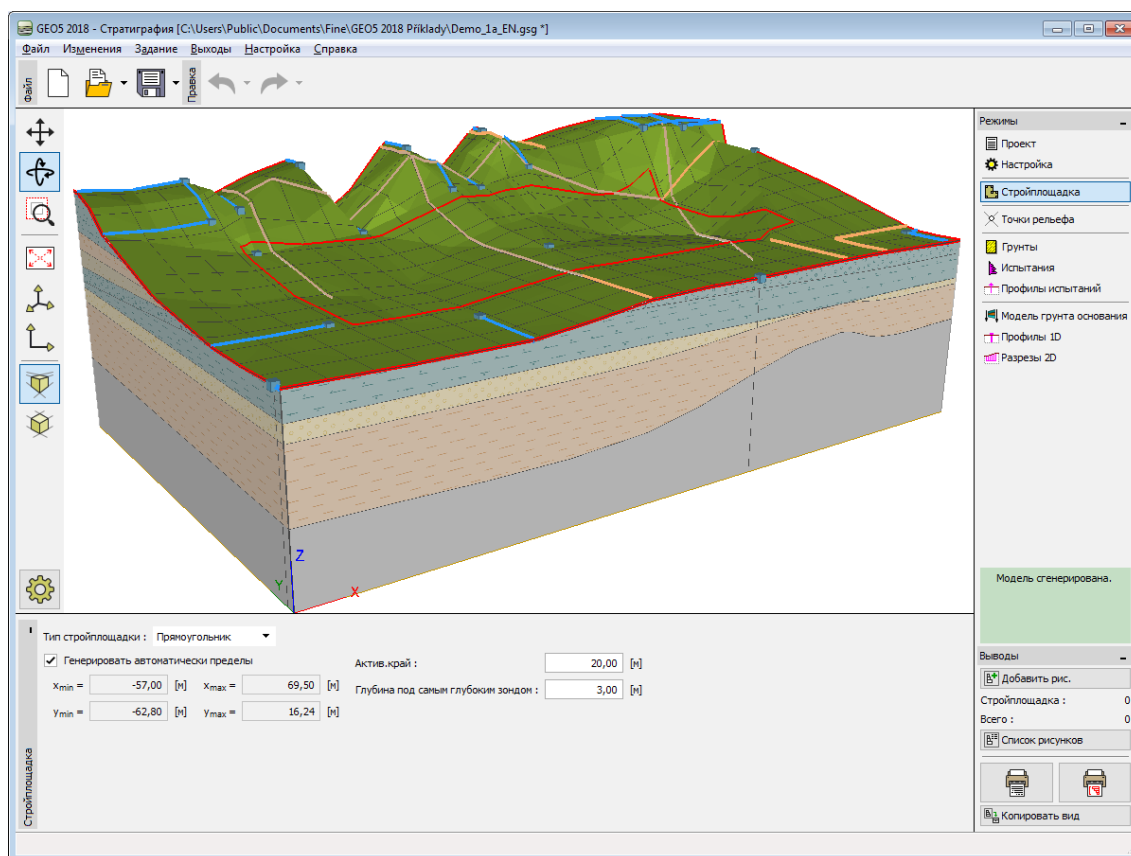 GEO5 2018 - Стратиграфия [C:\Users\Public\Documents\Fine\GEO5 2018 Příklady\Demo_1a_EN.gsg *]
Файл Изменения Задание Выходы Настройка Справка
Файл
Правка
Режимы
Проект
Настройка
Стройплощадка
Точки рельефа
Грунты
Испытания
Профилы испытаний
Модель грунта основания
Профилы 1D
Разрезы 2D
Z
Y
X
Модель сгенерирована.
Тип стройплощадки : Прямоугольник
Генерировать автоматически пределы
xmin = -57,00 [м] xmax = 69,50 [м]
ymin = -62,80 [м] ymax = 16,24 [м]
Актив.край : 20,00 [м]
Глубина под самым глубоким зондом : 3,00 [м]
Стройплощадка
Выводы
Добавить рис.
Стройплощадка : 0
Всего : 0
Список рисунков
Копировать вид